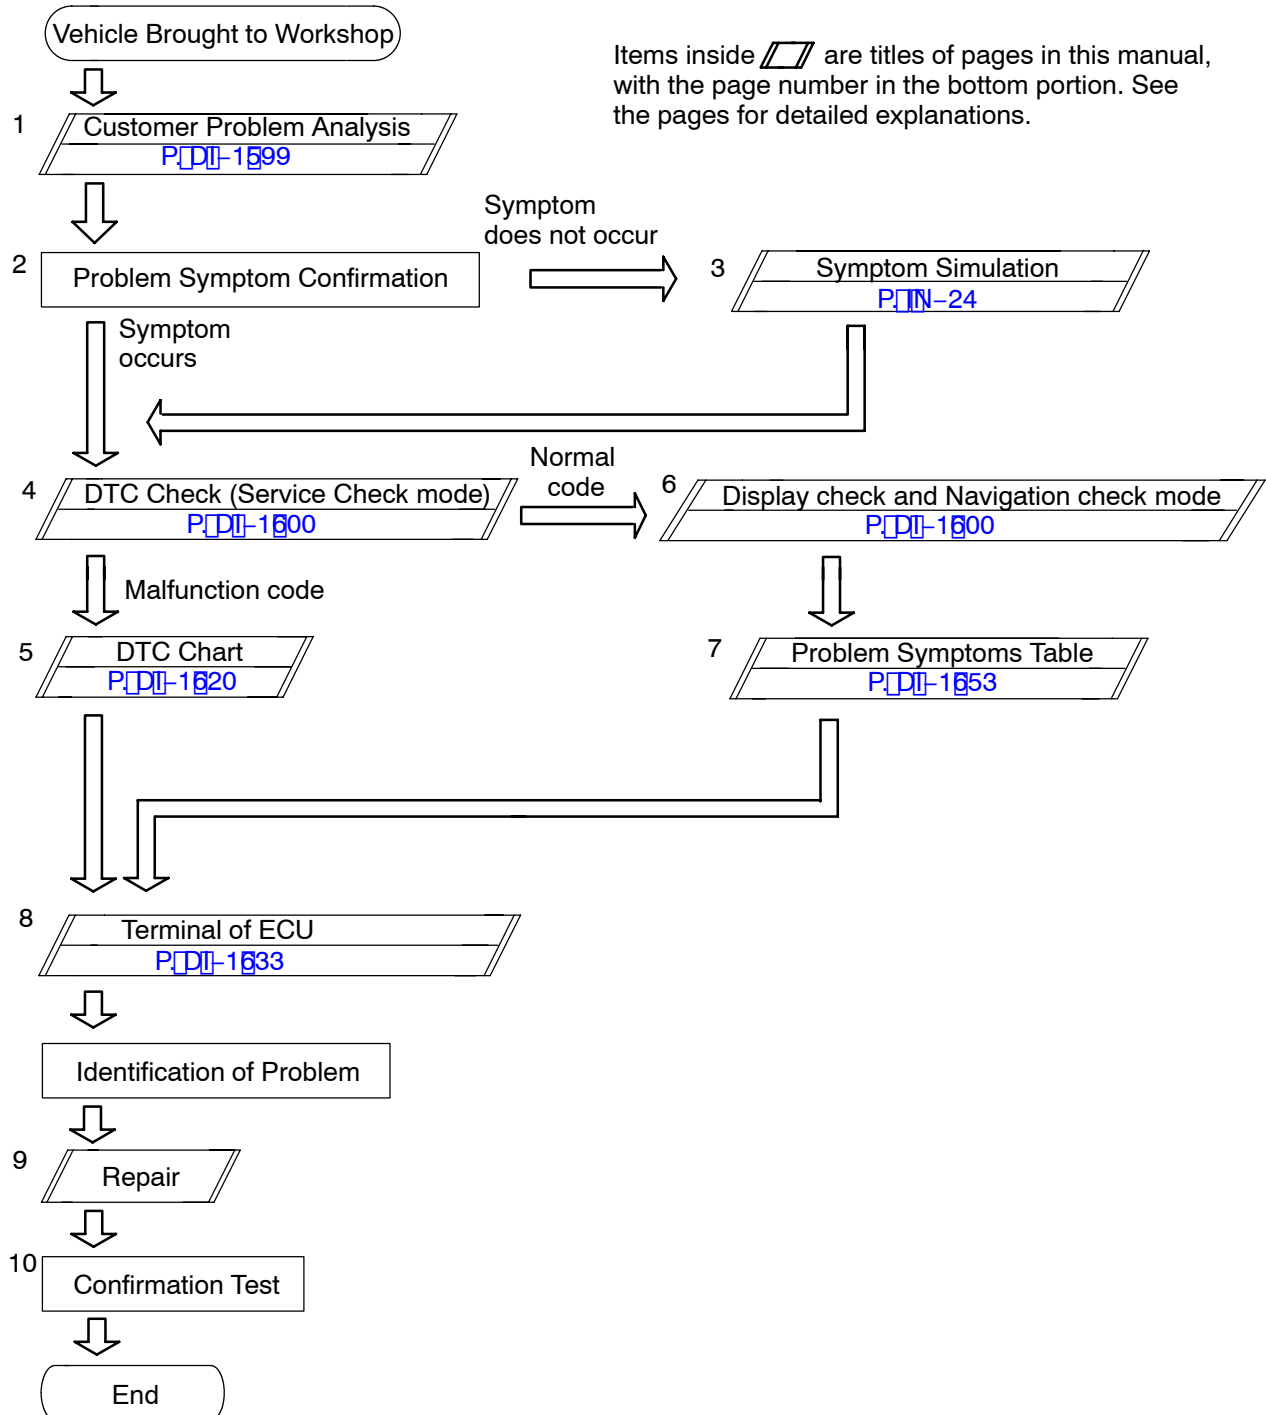 Vehicle Brought to Workshop
Items inside are titles of pages in this manual,
with the page number in the bottom portion. See
the pages for detailed explanations.
1
Customer Problem Analysis
P. DI–1599
2
Problem Symptom Confirmation
Symptom
does not occur
3
Symptom Simulation
P. IN–24
Symptom
occurs
4
DTC Check (Service Check mode)
P. DI–1600
Normal
code
6
Display check and Navigation check mode
P. DI–1600
Malfunction code
5
DTC Chart
P. DI–1620
7
Problem Symptoms Table
P. DI–1653
8
Terminal of ECU
P. DI–1633
Identification of Problem
9
Repair
10
Confirmation Test
End